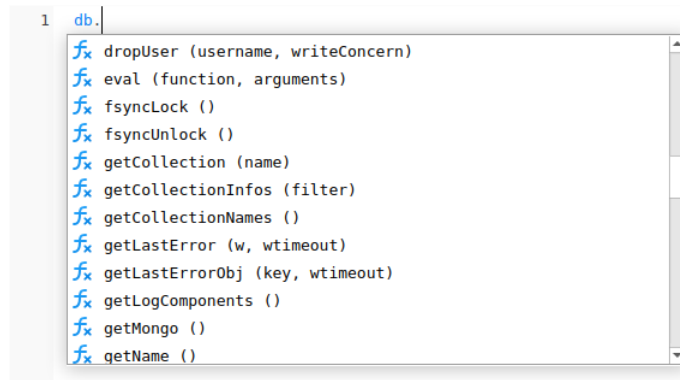 1 db.
dropUser (username, writeConcern)
eval (function, arguments)
fsyncLock ()
fsyncUnlock ()
getCollection (name)
getCollectionInfos (filter)
getCollectionNames ()
getLastError (w, wtimeout)
getLastErrorObj (key, wtimeout)
getLogComponents ()
getMongo ()
getName ()